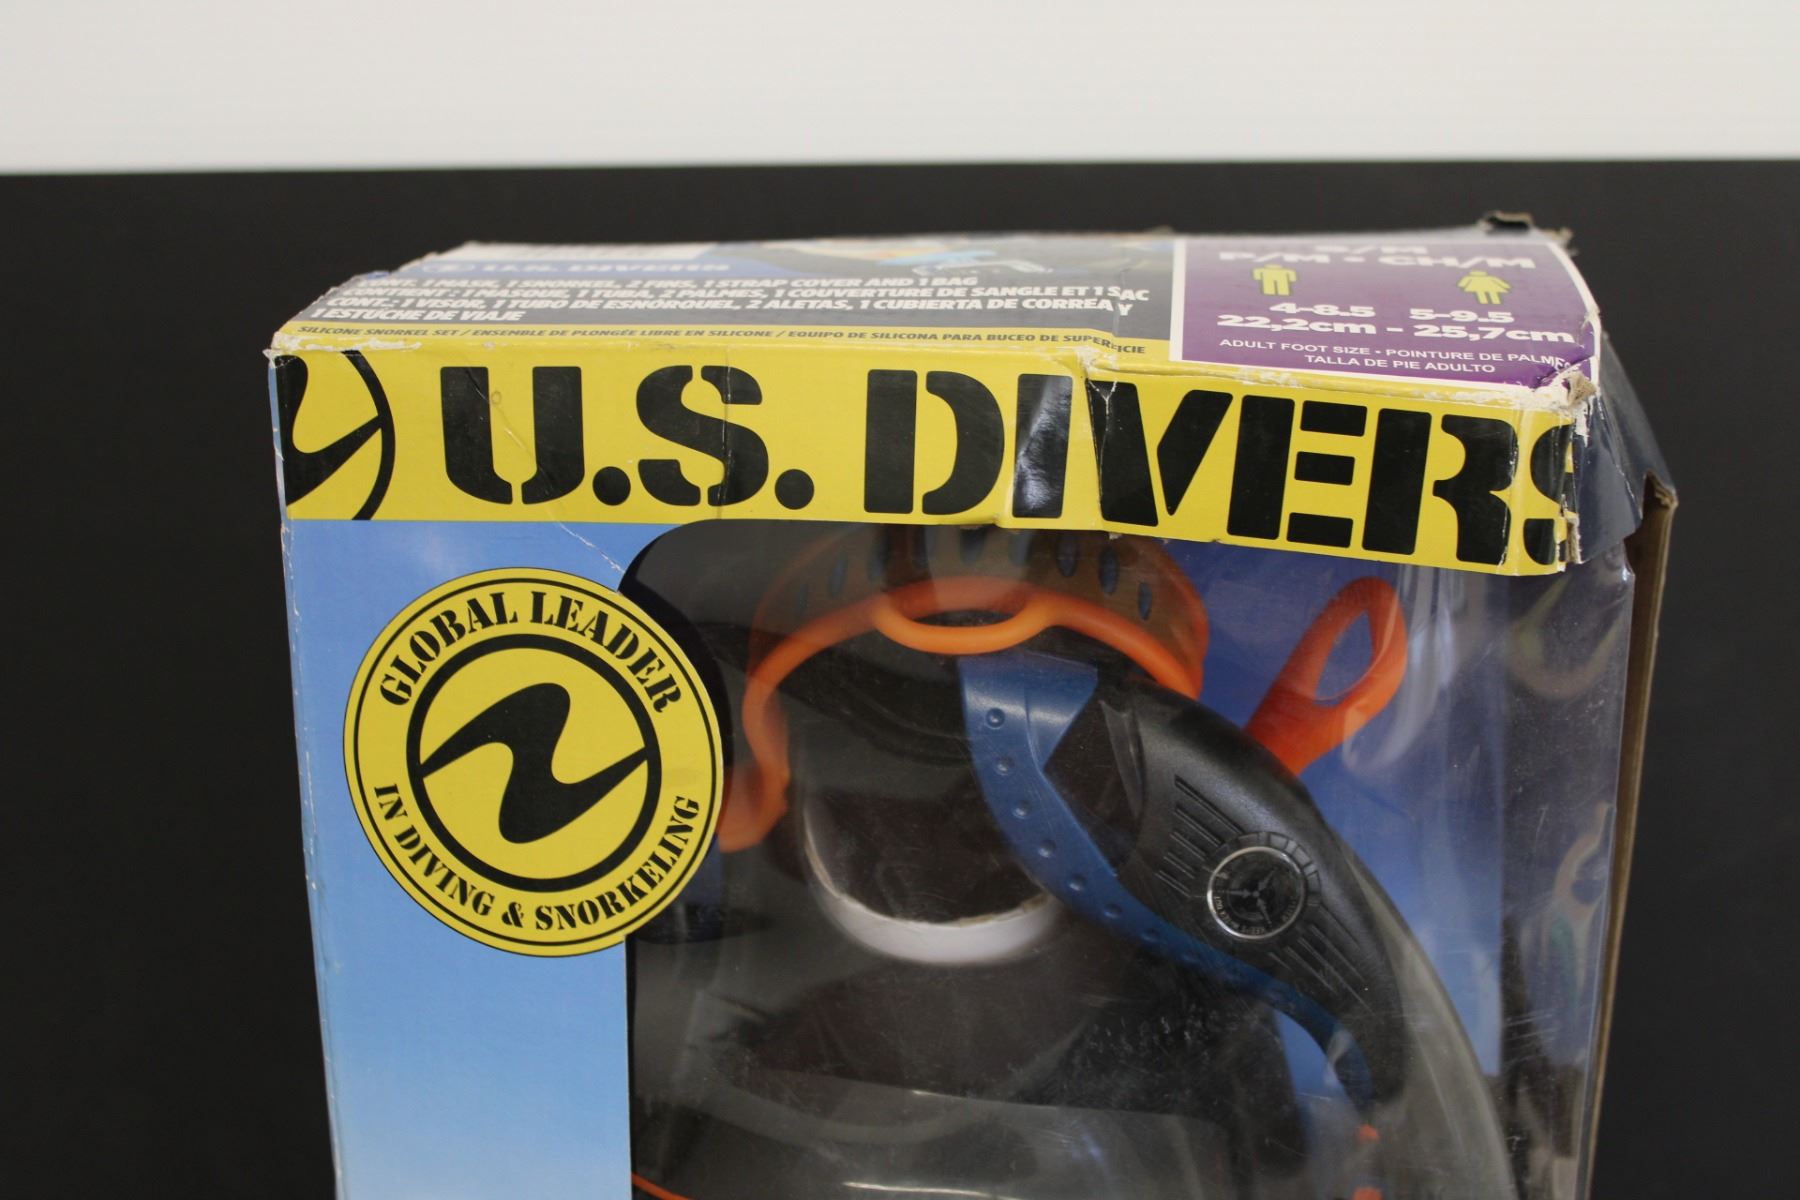 U.S. DIVERS
CONT. 1 MASK, 1 SNORKEL, 2 FINS, 1 STRAP COVER AND 1 BAG
1 TUBA, 2 PALMES, 1 COUVERTURE DE SANGLE ET 1 SAC
CONT.: 1 VISOR, 1 TUBO DE ESNÓRQUEL, 2 ALETAS, 1 CUBIERTA DE CORREA Y
1 ESTUCHE DE VIAJE
SILICONE SNORKEL SET / ENSEMBLE DE PLONGÉE LIBRE EN SILICONE / EQUIPO DE SILICONA PARA BUCEO DE SUPERFICIE
S/M
P/M • CH/M
4-8.5 5-9.5
22,2cm - 25,7cm
ADULT FOOT SIZE • POINTURE DE PALME
TALLA DE PIE ADULTO
U.S. DIVERS
GLOBAL LEADER
IN DIVING & SNORKELING